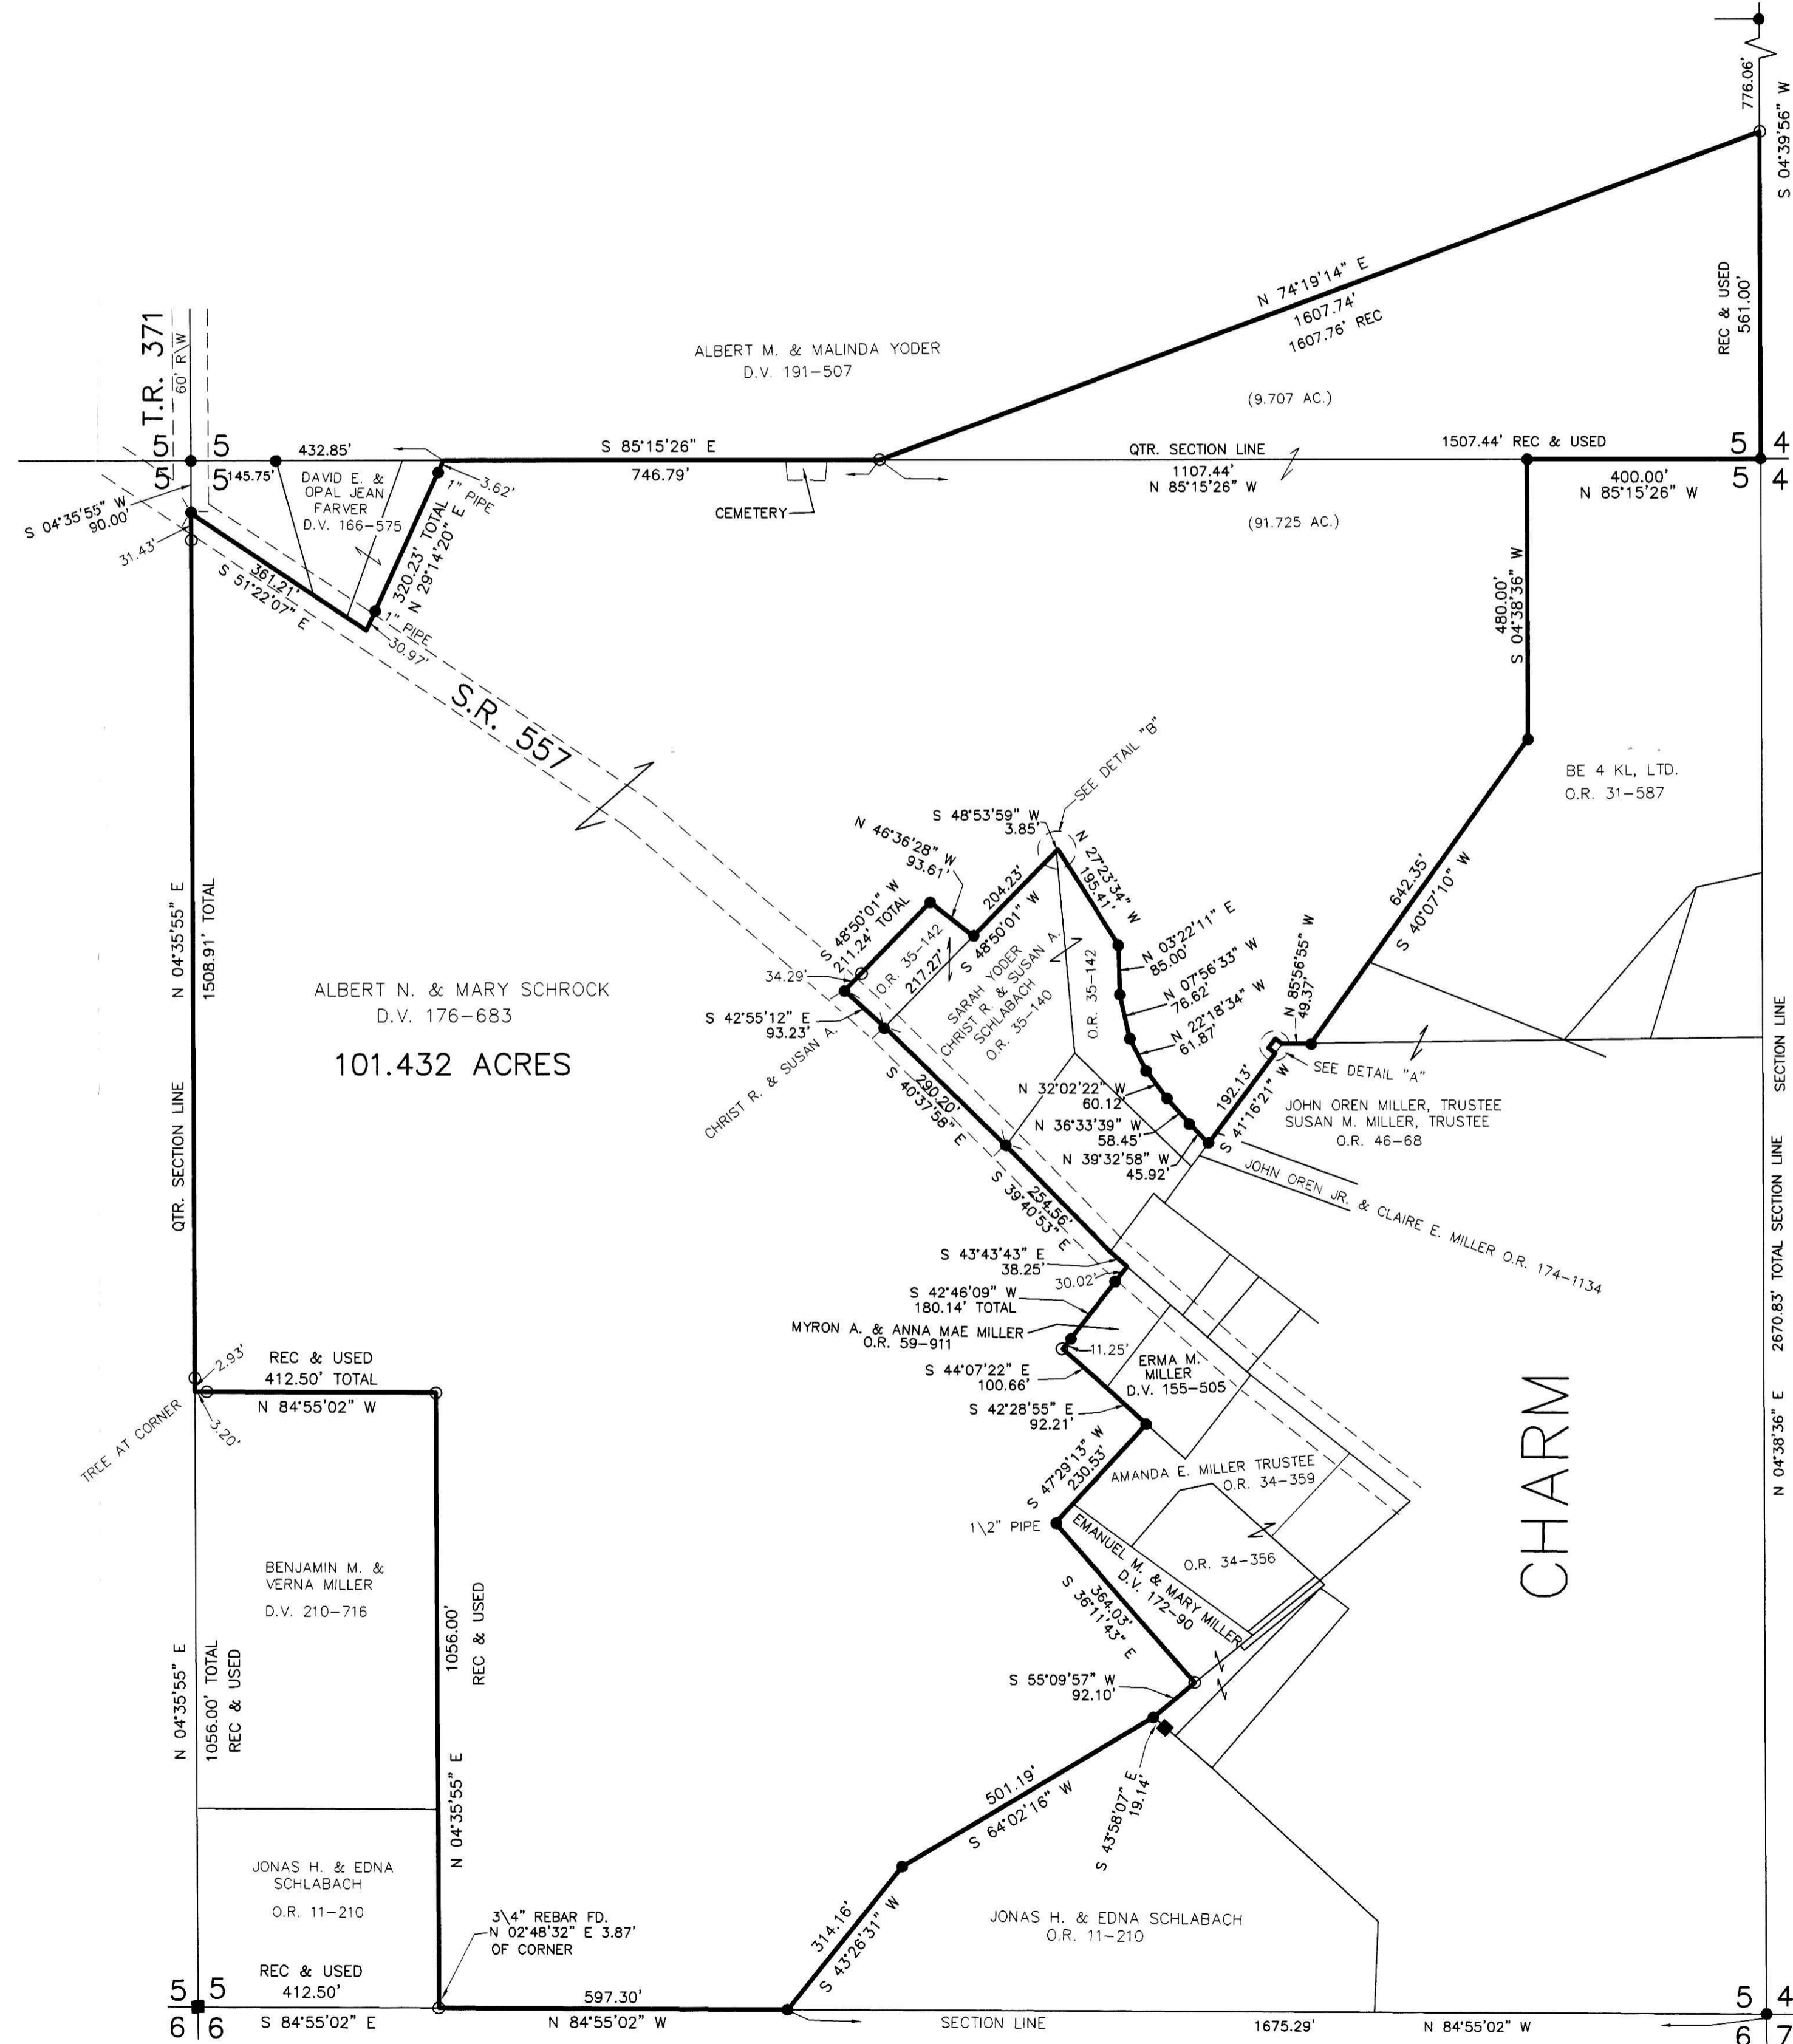 776.06'
S 04°39'56" W
N 74°19'14" E
1607.74'
1607.76' REC
REC & USED
561.00'
T.R. 371
60' R/W
ALBERT M. & MALINDA YODER
D.V. 191-507
(9.707 AC.)
5 5
5 5
432.85'
S 85°15'26" E
746.79'
QTR. SECTION LINE
1107.44'
N 85°15'26" W
1507.44' REC & USED
5 4
5 4
400.00'
N 85°15'26" W
145.75'
DAVID E. &
OPAL JEAN
FARVER
D.V. 166-575
3.62'
1" PIPE
CEMETERY
(91.725 AC.)
S 04°35'55" W
90.00'
31.43'
361.21'
S 51°22'07" E
320.23' TOTAL
N 29°14'20" E
1" PIPE
30.97'
480.00'
S 04°38'36" W
S.R. 557
SEE DETAIL "B"
BE 4 KL, LTD.
O.R. 31-587
S 48°53'59" W
3.85'
N 46°36'28" W
93.61'
N 27°23'34" W
195.41'
204.23'
S 48°50'01" W
642.35'
S 40°07'10" W
N 04°35'55" E
1508.91' TOTAL
S 48°50'01" W
211.24' TOTAL
34.29'
O.R. 35-142
217.27'
SARAH YODER
CHRIST R. & SUSAN A.
SCHLABACH
O.R. 35-140
O.R. 35-142
N 03°22'11" E
85.00'
N 07°56'33" W
76.62'
N 22°18'34" W
61.87'
N 85°56'55" W
49.37'
ALBERT N. & MARY SCHROCK
D.V. 176-683
101.432 ACRES
S 42°55'12" E
93.23'
CHRIST R. & SUSAN A.
290.20'
S 40°37'58" E
N 32°02'22" W
60.12'
N 36°33'39" W
58.45'
N 39°32'58" W
45.92'
192.13'
S 41°16'21" W
SEE DETAIL "A"
JOHN OREN MILLER, TRUSTEE
SUSAN M. MILLER, TRUSTEE
O.R. 46-68
JOHN OREN JR. & CLAIRE E. MILLER O.R. 174-1134
SECTION LINE
QTR. SECTION LINE
254.56'
S 39°40'53" E
S 43°43'43" E
38.25'
30.02'
S 42°46'09" W
180.14' TOTAL
MYRON A. & ANNA MAE MILLER
O.R. 59-911
11.25'
S 44°07'22" E
100.66'
ERMA M.
MILLER
D.V. 155-505
S 42°28'55" E
92.21'
2670.83' TOTAL SECTION LINE
N 04°38'36" E
2.93'
REC & USED
412.50' TOTAL
N 84°55'02" W
3.20'
TREE AT CORNER
S 47°29'13" W
230.53'
AMANDA E. MILLER TRUSTEE
O.R. 34-359
1\2" PIPE
EMANUEL M. & MARY MILLER
D.V. 172-90
O.R. 34-356
CHARM
BENJAMIN M. &
VERNA MILLER
D.V. 210-716
364.03'
S 36°11'43" E
1056.00'
REC & USED
N 04°35'55" E
1056.00' TOTAL
REC & USED
S 55°09'57" W
92.10'
N 04°35'55" E
501.19'
S 64°02'16" W
S 43°58'07" E
19.14'
JONAS H. & EDNA
SCHLABACH
O.R. 11-210
3\4" REBAR FD.
N 02°48'32" E 3.87'
OF CORNER
314.16'
S 43°26'31" W
JONAS H. & EDNA SCHLABACH
O.R. 11-210
REC & USED
412.50'
5 5
6 6
S 84°55'02" E
597.30'
N 84°55'02" W
SECTION LINE
1675.29'
N 84°55'02" W
5 4
6 7